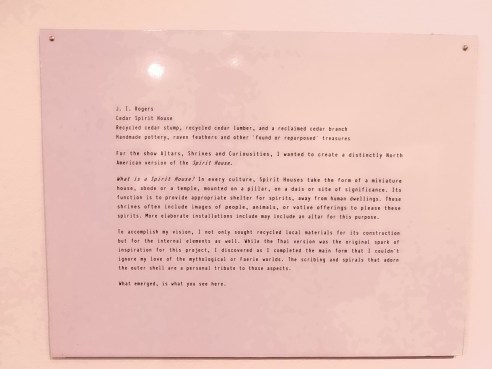 J. I. Rogers
Cedar Spirit House
Recycled cedar stump, recycled cedar lumber, and a reclaimed cedar branch
Handmade pottery, raven feathers and other 'found or repurposed' treasures
For the show Altars, Shrines and Curiousities, I wanted to create a distinctly North
American version of the Spirit House.
What is a Spirit House? In every culture, Spirit Houses take the form of a miniature
house, abode or a temple, mounted on a pillar, on a dais or site of significance. Its
function is to provide appropriate shelter for spirits, away from human dwellings. These
shrines often include images of people, animals, or votive offerings to please these
spirits. More elaborate installations include may include an altar for this purpose.
To accomplish my vision, I not only sought recycled local materials for its construction
but for the internal elements as well. While the Thai version was the original spark of
inspiration for this project, I discovered as I completed the main form that I couldn't
ignore my love of the mythological or faerie worlds. The scribing and spirals that adorn
the outer shell are a personal tribute to those aspects.
What emerged, is what you see here.